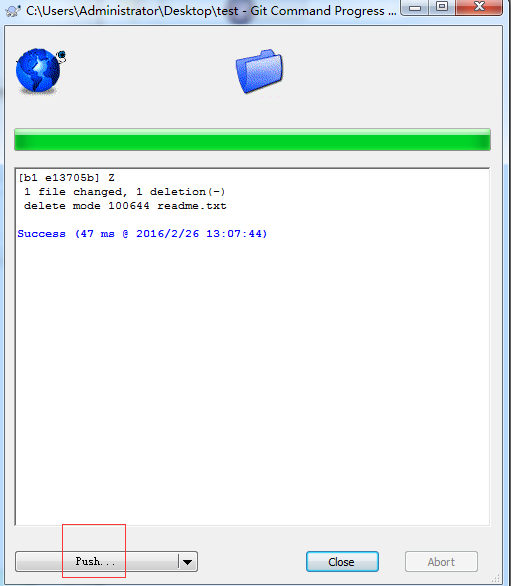 C:\Users\Administrator\Desktop\test - Git Command Progress ...
[b1 e13705b] Z
1 file changed, 1 deletion(-)
delete mode 100644 readme.txt
Success (47 ms @ 2016/2/26 13:07:44)
Push...
Close
Abort